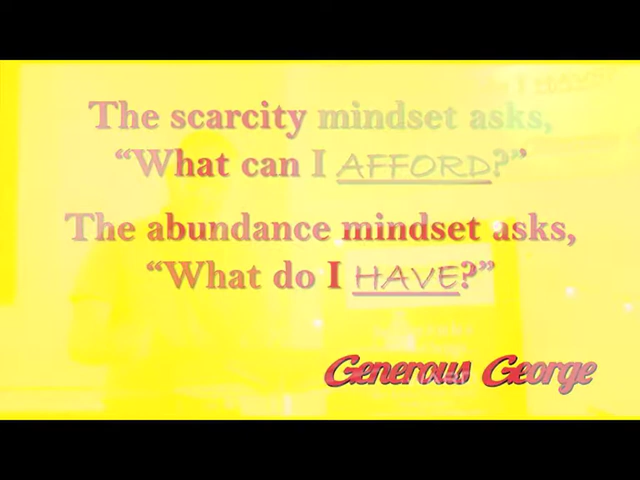 The scarcity mindset asks,
“What can I AFFORD?”
The abundance mindset asks,
“What do I HAVE?”
Generous George